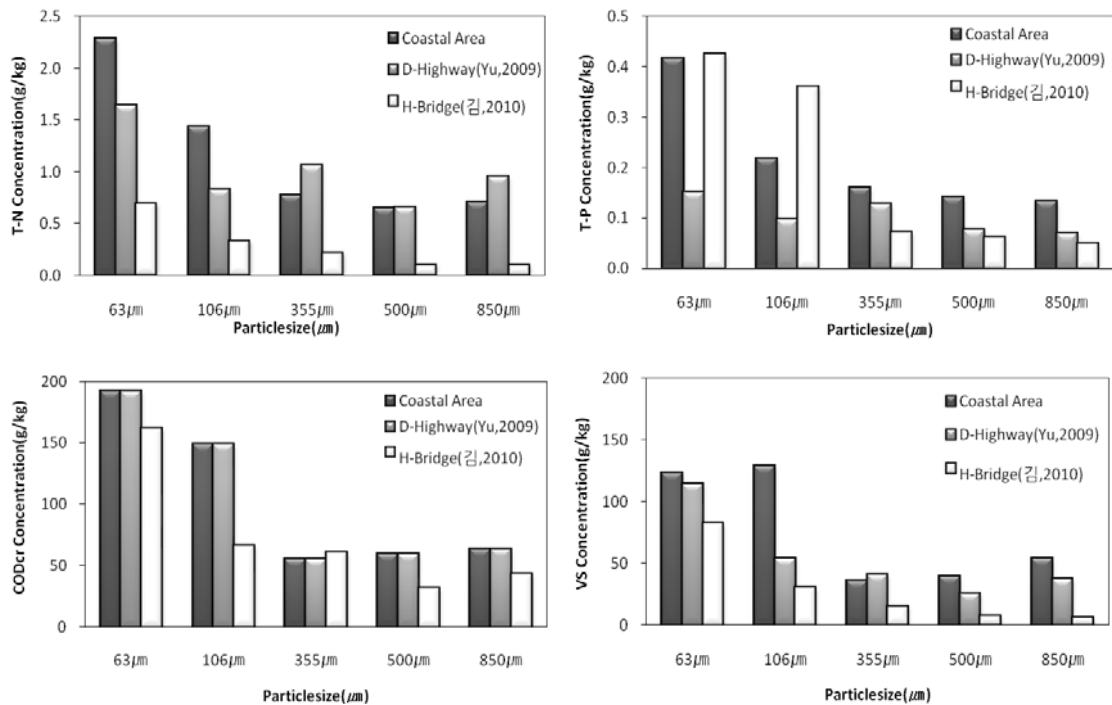 T-N Concentration(g/kg)
2.5
2.0
1.5
1.0
0.5
0.0
Coastal Area
D-Highway(Yu,2009)
H-Bridge(김,2010)
63㎛
106㎛
355㎛
500㎛
850㎛
Particlesize(㎛)
T-P Concentration(g/kg)
0.5
0.4
0.3
0.2
0.1
0.0
Coastal Area
D-Highway(Yu,2009)
H-Bridge(김,2010)
63㎛
106㎛
355㎛
500㎛
850㎛
Particlesize(㎛)
CODcr Concentration(g/kg)
200
150
100
50
0
Coastal Area
D-Highway(Yu,2009)
H-Bridge(김,2010)
63㎛
106㎛
355㎛
500㎛
850㎛
Particlesize(㎛)
VS Concentration(g/kg)
200
150
100
50
0
Coastal Area
D-Highway(Yu,2009)
H-Bridge(김,2010)
63㎛
106㎛
355㎛
500㎛
850㎛
Particlesize(㎛)